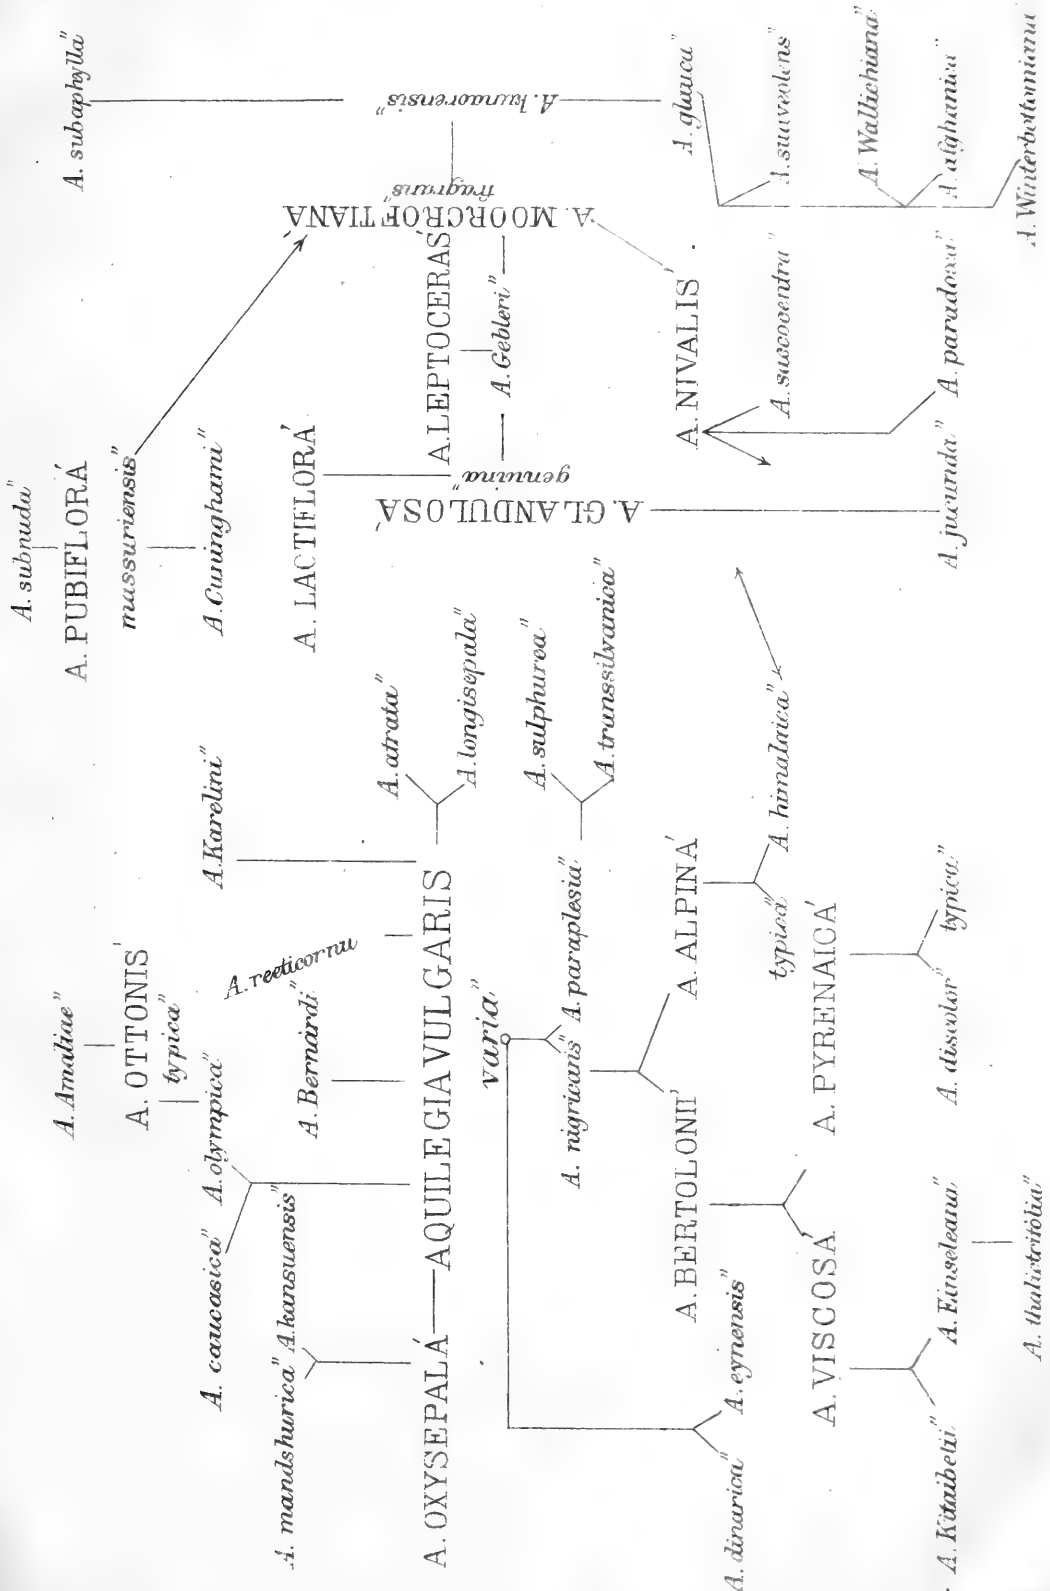 A. Amaliae"
A. OTTONIS'
typica"
A. caucasica"
A. olympica"
A. reeticornu
A. Karelini"
A. mandshurica"
A. kansuensis"
A. Bernardi"
A. OXYSEPALA'
AQUILEGIA VULGARIS
varia"
A. atrata"
A. longisepala"
A. nigricans"
A. paraplesia"
A. sulphurea"
A. transsilvanica"
A. dinarica"
A. eynensis"
A. BERTOLONII'
A. ALPINA'
typica"
A. himalaica"
A. VISCOSA'
A. PYRENAICA'
A. Kitaibelii"
A. Einseleana"
A. discolor"
typica"
A. thalictrifolia"
A. subnuda"
A. PUBIFLORA'
massuriensis"
A. Cuninghami"
A. subaphylla"
A. LACTIFLORA'
A. GLANDULOSA'
genuina"
A. LEPTOCERAS'
A. Gebleri"
A. MOORCROFTIANA'
fragrans"
A. kunaorensis"
A. NIVALIS'
A. glauca"
A. suaveolens"
A. succoventra"
A. Wallichiana"
A. afghanica"
A. jucunda"
A. paradoxa"
A. Winterbottomiana"